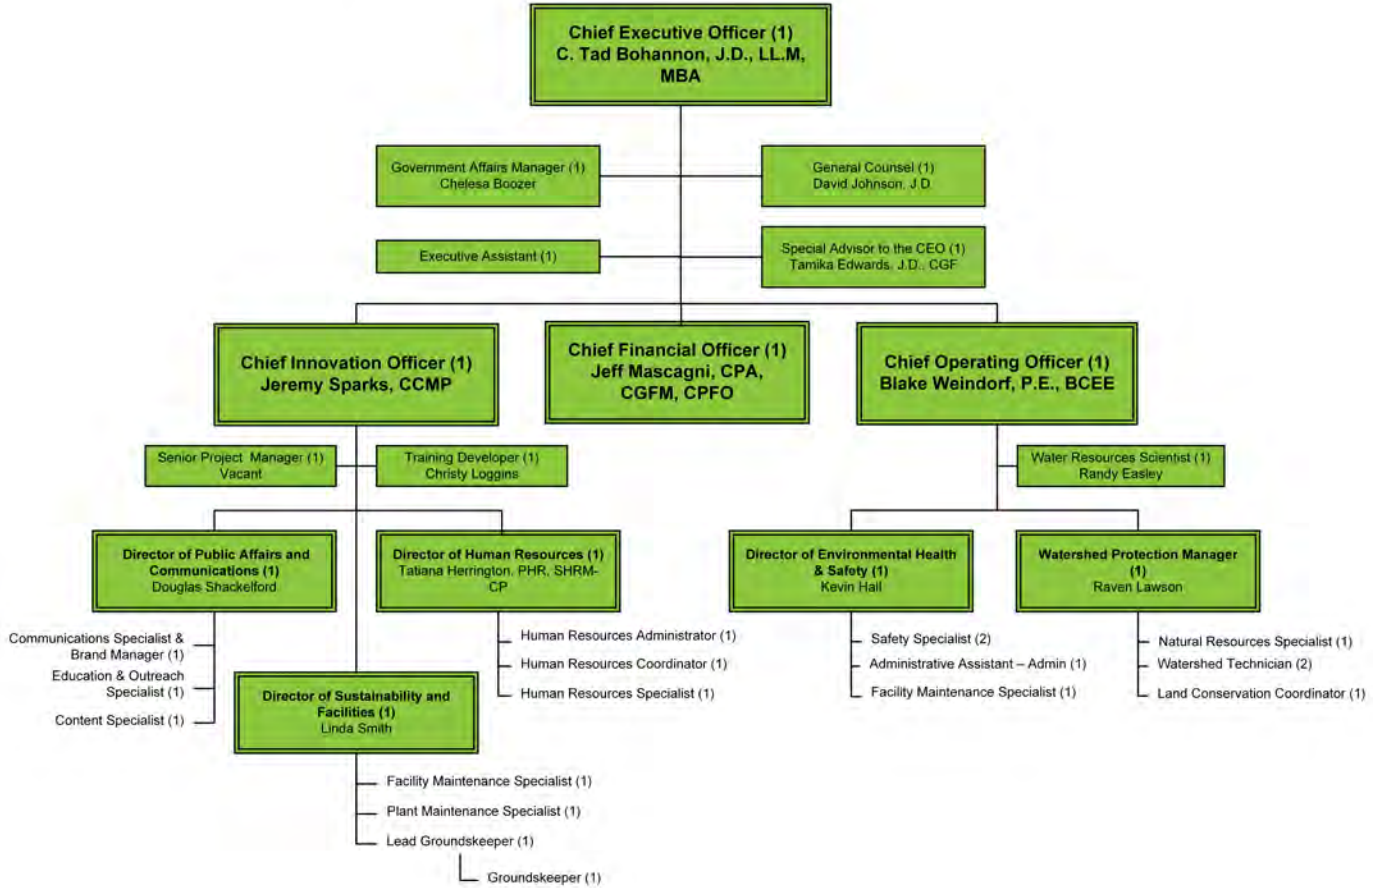 Chief Executive Officer (1)
C. Tad Bohannon, J.D., LL.M,
MBA
Government Affairs Manager (1)
Chelesa Boozer
General Counsel (1)
David Johnson, J.D.
Executive Assistant (1)
Special Advisor to the CEO (1)
Tamika Edwards, J.D., CGF
Chief Innovation Officer (1)
Jeremy Sparks, CCMP
Chief Financial Officer (1)
Jeff Mascagni, CPA,
CGFM, CPFO
Chief Operating Officer (1)
Blake Weindorf, P.E., BCEE
Senior Project Manager (1)
Vacant
Training Developer (1)
Christy Loggins
Water Resources Scientist (1)
Randy Easley
Director of Public Affairs and
Communications (1)
Douglas Shackelford
Director of Human Resources (1)
Tatiana Herrington, PHR, SHRM-
CP
Director of Environmental Health
& Safety (1)
Kevin Hall
Watershed Protection Manager
(1)
Raven Lawson
Communications Specialist &
Brand Manager (1)
Education & Outreach
Specialist (1)
Content Specialist (1)
Human Resources Administrator (1)
Human Resources Coordinator (1)
Human Resources Specialist (1)
Safety Specialist (2)
Administrative Assistant – Admin (1)
Facility Maintenance Specialist (1)
Natural Resources Specialist (1)
Watershed Technician (2)
Land Conservation Coordinator (1)
Director of Sustainability and
Facilities (1)
Linda Smith
Facility Maintenance Specialist (1)
Plant Maintenance Specialist (1)
Lead Groundskeeper (1)
Groundskeeper (1)